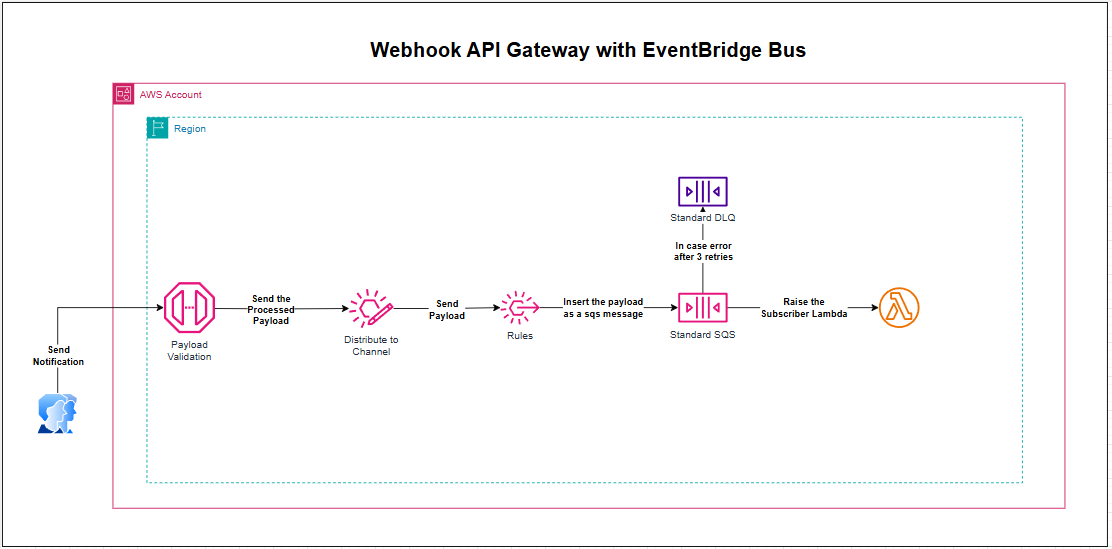 Webhook API Gateway with EventBridge Bus
AWS Account
Region
Standard DLQ
In case error
after 3 retries
Send the
Processed
Payload
Send
Payload
Insert the payload
as a sqs message
Raise the
Subscriber Lambda
Payload
Validation
Distribute to
Channel
Rules
Standard SQS
Send
Notification